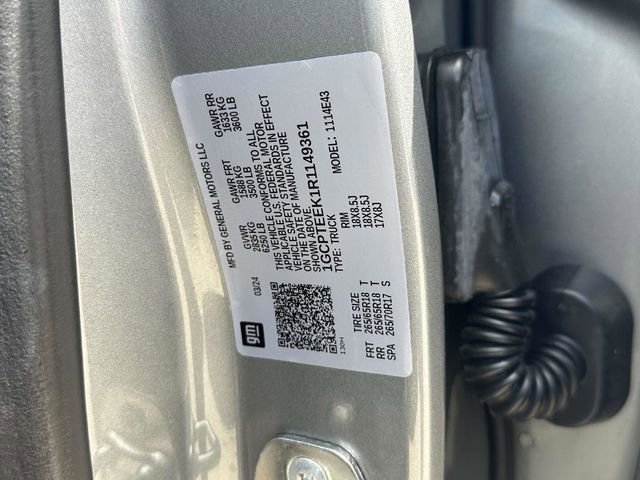 MFD BY GENERAL MOTORS LLC
03/24
GVWR GAWR FRT GAWR RR
2835 KG 1588 KG 1633 KG
6250 LB 3500 LB 3600 LB
THIS VEHICLE CONFORMS TO ALL
APPLICABLE U.S. FEDERAL MOTOR
VEHICLE SAFETY STANDARDS IN EFFECT
ON THE DATE OF MANUFACTURE
SHOWN ABOVE.
1GCPTEEK1R1149361
TYPE: TRUCK MODEL: 1114E43
gm
130H
TIRE SIZE RIM
FRT 265/65R18 T 18X8.5J
RR 265/65R18 T 18X8.5J
SPA 265/70R17 S 17X8J